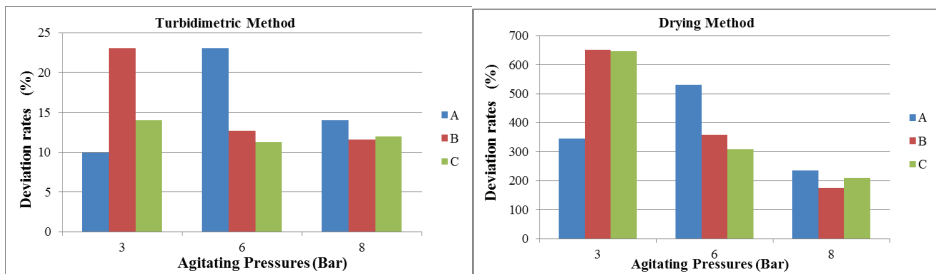 Turbidimetric Method
Deviation rates (%)
25
20
15
10
5
0
3
6
8
Agitating Pressures (Bar)
A
B
C
Drying Method
Deviation rates (%)
700
600
500
400
300
200
100
0
3
6
8
Agitating Pressures (Bar)
A
B
C